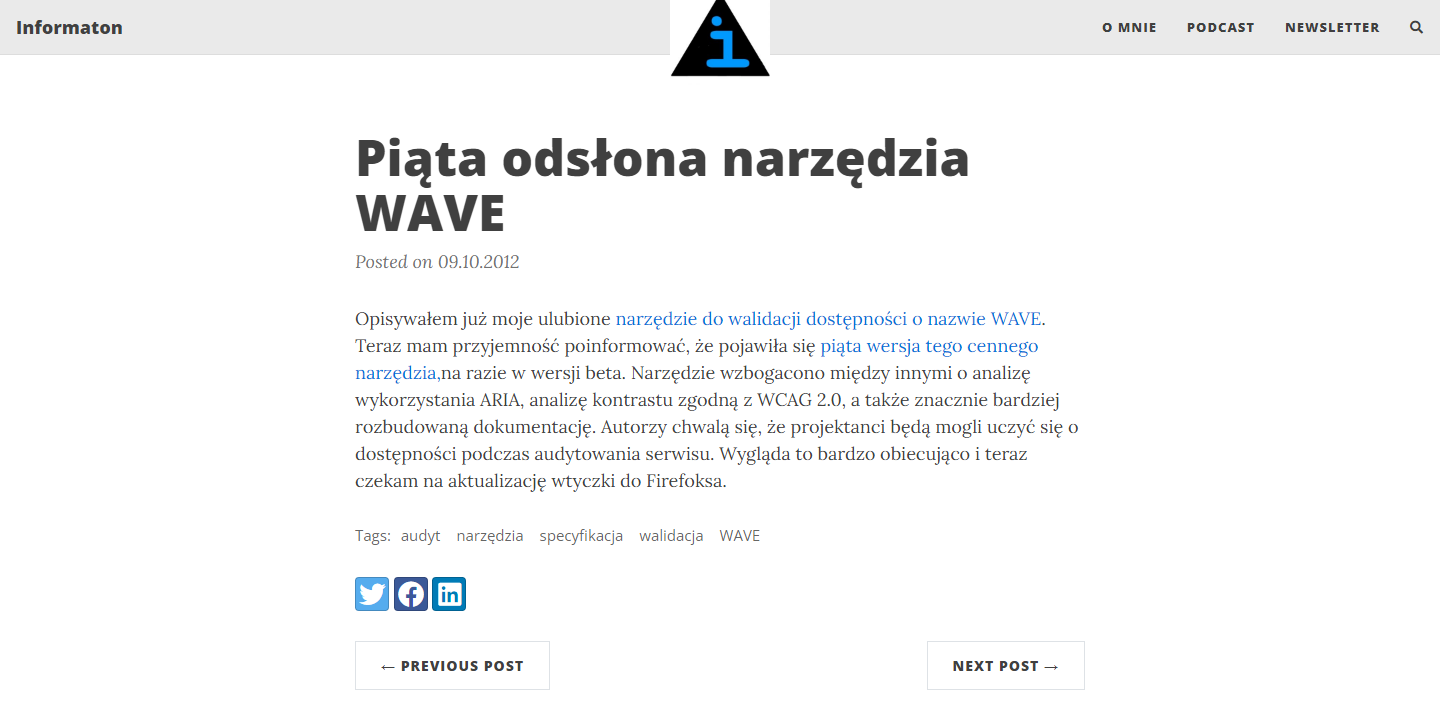 Informaton
i
O MNIE
PODCAST
NEWSLETTER
Piąta odsłona narzędzia
WAVE
Posted on 09.10.2012
Opisywałem już moje ulubione narzędzie do walidacji dostępności o nazwie WAVE.
Teraz mam przyjemność poinformować, że pojawiła się piąta wersja tego cennego
narzędzia,na razie w wersji beta. Narzędzie wzbogacono między innymi o analizę
wykorzystania ARIA, analizę kontrastu zgodną z WCAG 2.0, a także znacznie bardziej
rozbudowaną dokumentację. Autorzy chwalą się, że projektanci będą mogli uczyć się o
dostępności podczas audytowania serwisu. Wygląda to bardzo obiecująco i teraz
czekam na aktualizację wtyczki do Firefoksa.
Tags: audyt narzędzia specyfikacja walidacja WAVE
← PREVIOUS POST
NEXT POST →